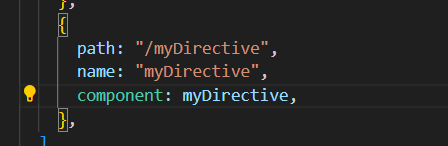 },
{
path: "/myDirective",
name: "myDirective",
component: myDirective,
},
]